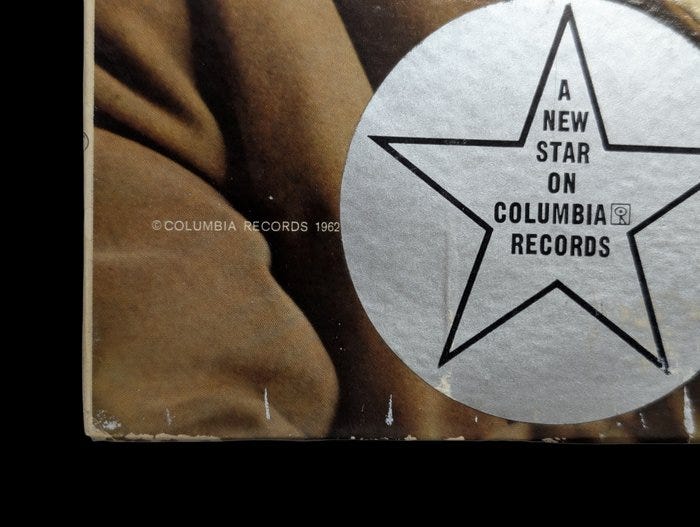 A
NEW
STAR
ON
COLUMBIA
RECORDS
©COLUMBIA RECORDS 1962